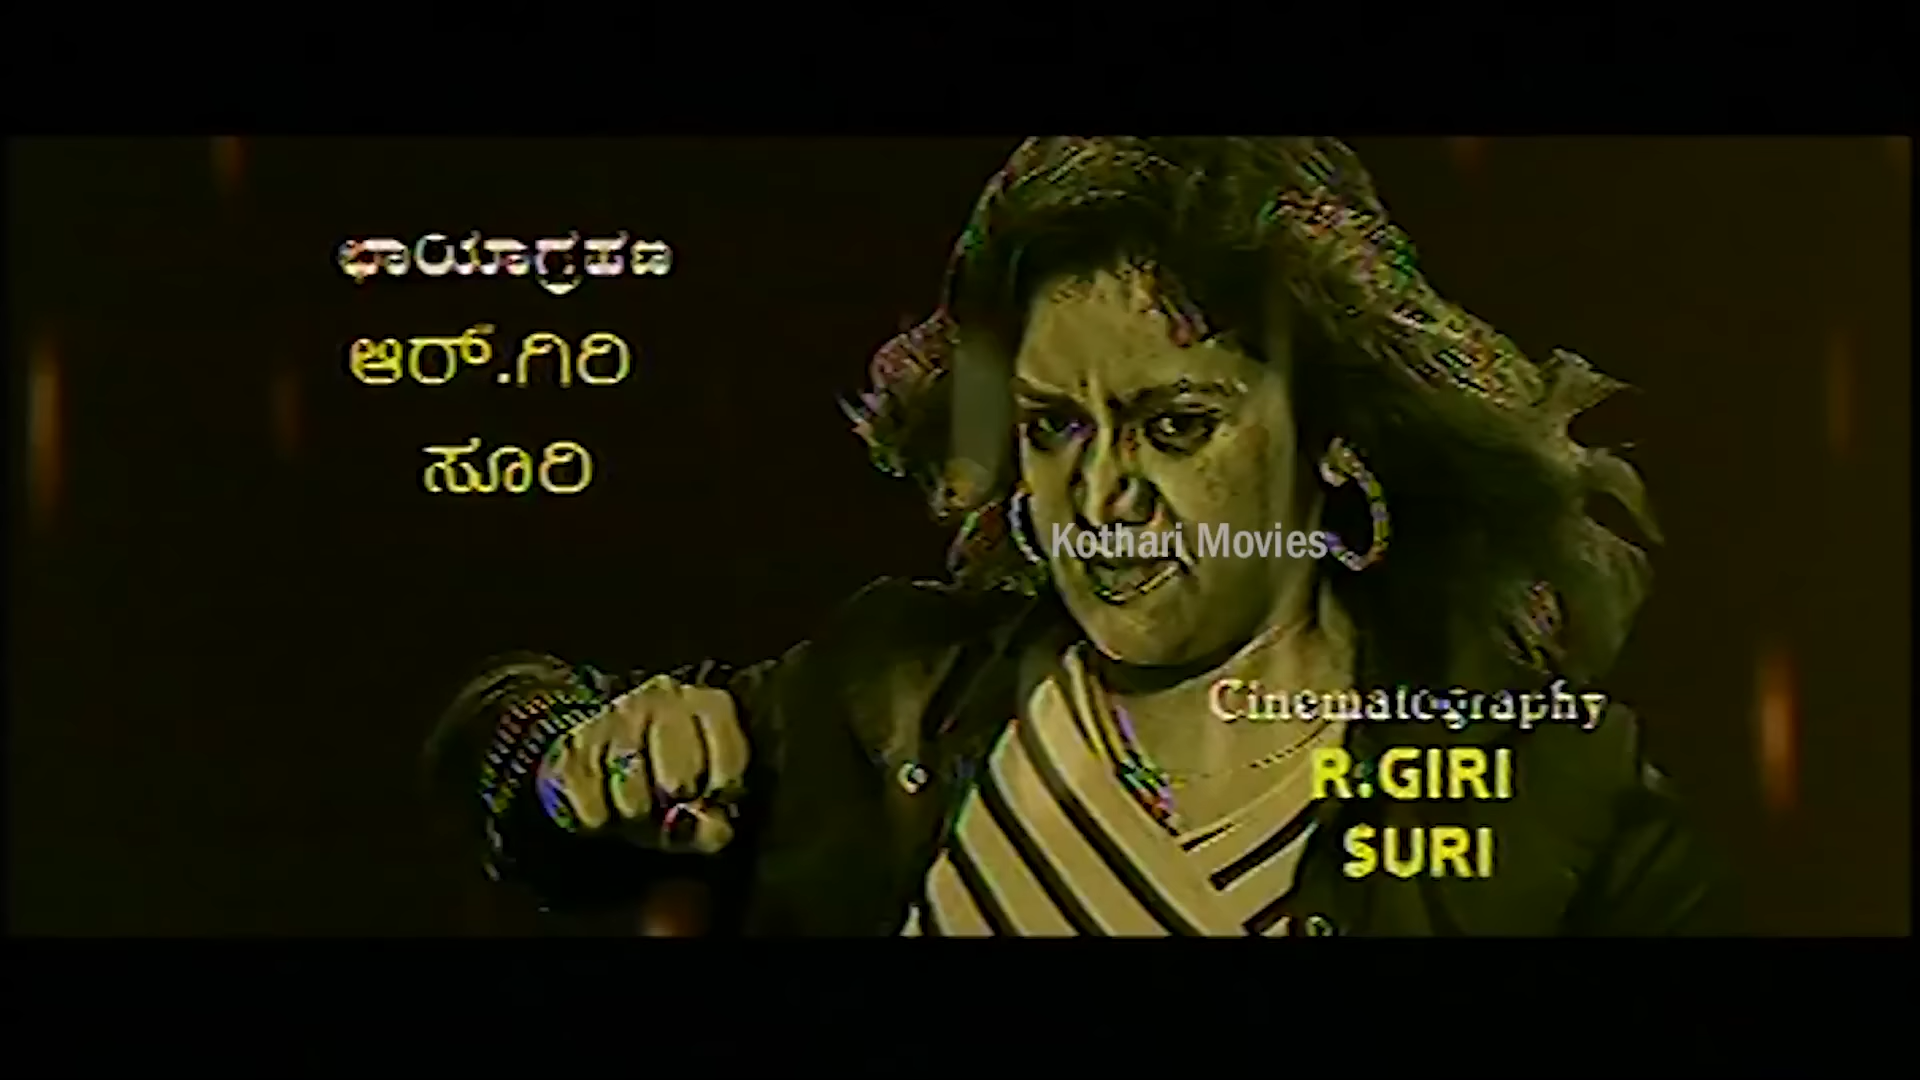 ಛಾಯಾಗ್ರಹಣ
ಆರ್.ಗಿರಿ
ಸೂರಿ
Kothari Movies
Cinematography
R.GIRI
SURI